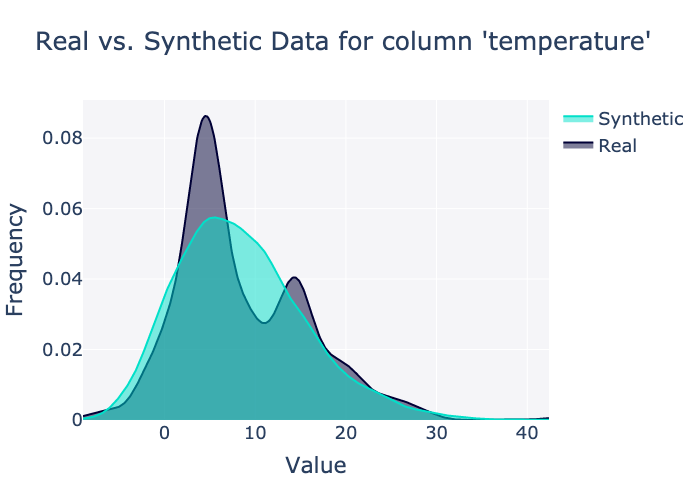 Real vs. Synthetic Data for column 'temperature'
Synthetic
Real
0.08
0.06
0.04
0.02
0
Frequency
0 10 20 30 40
Value